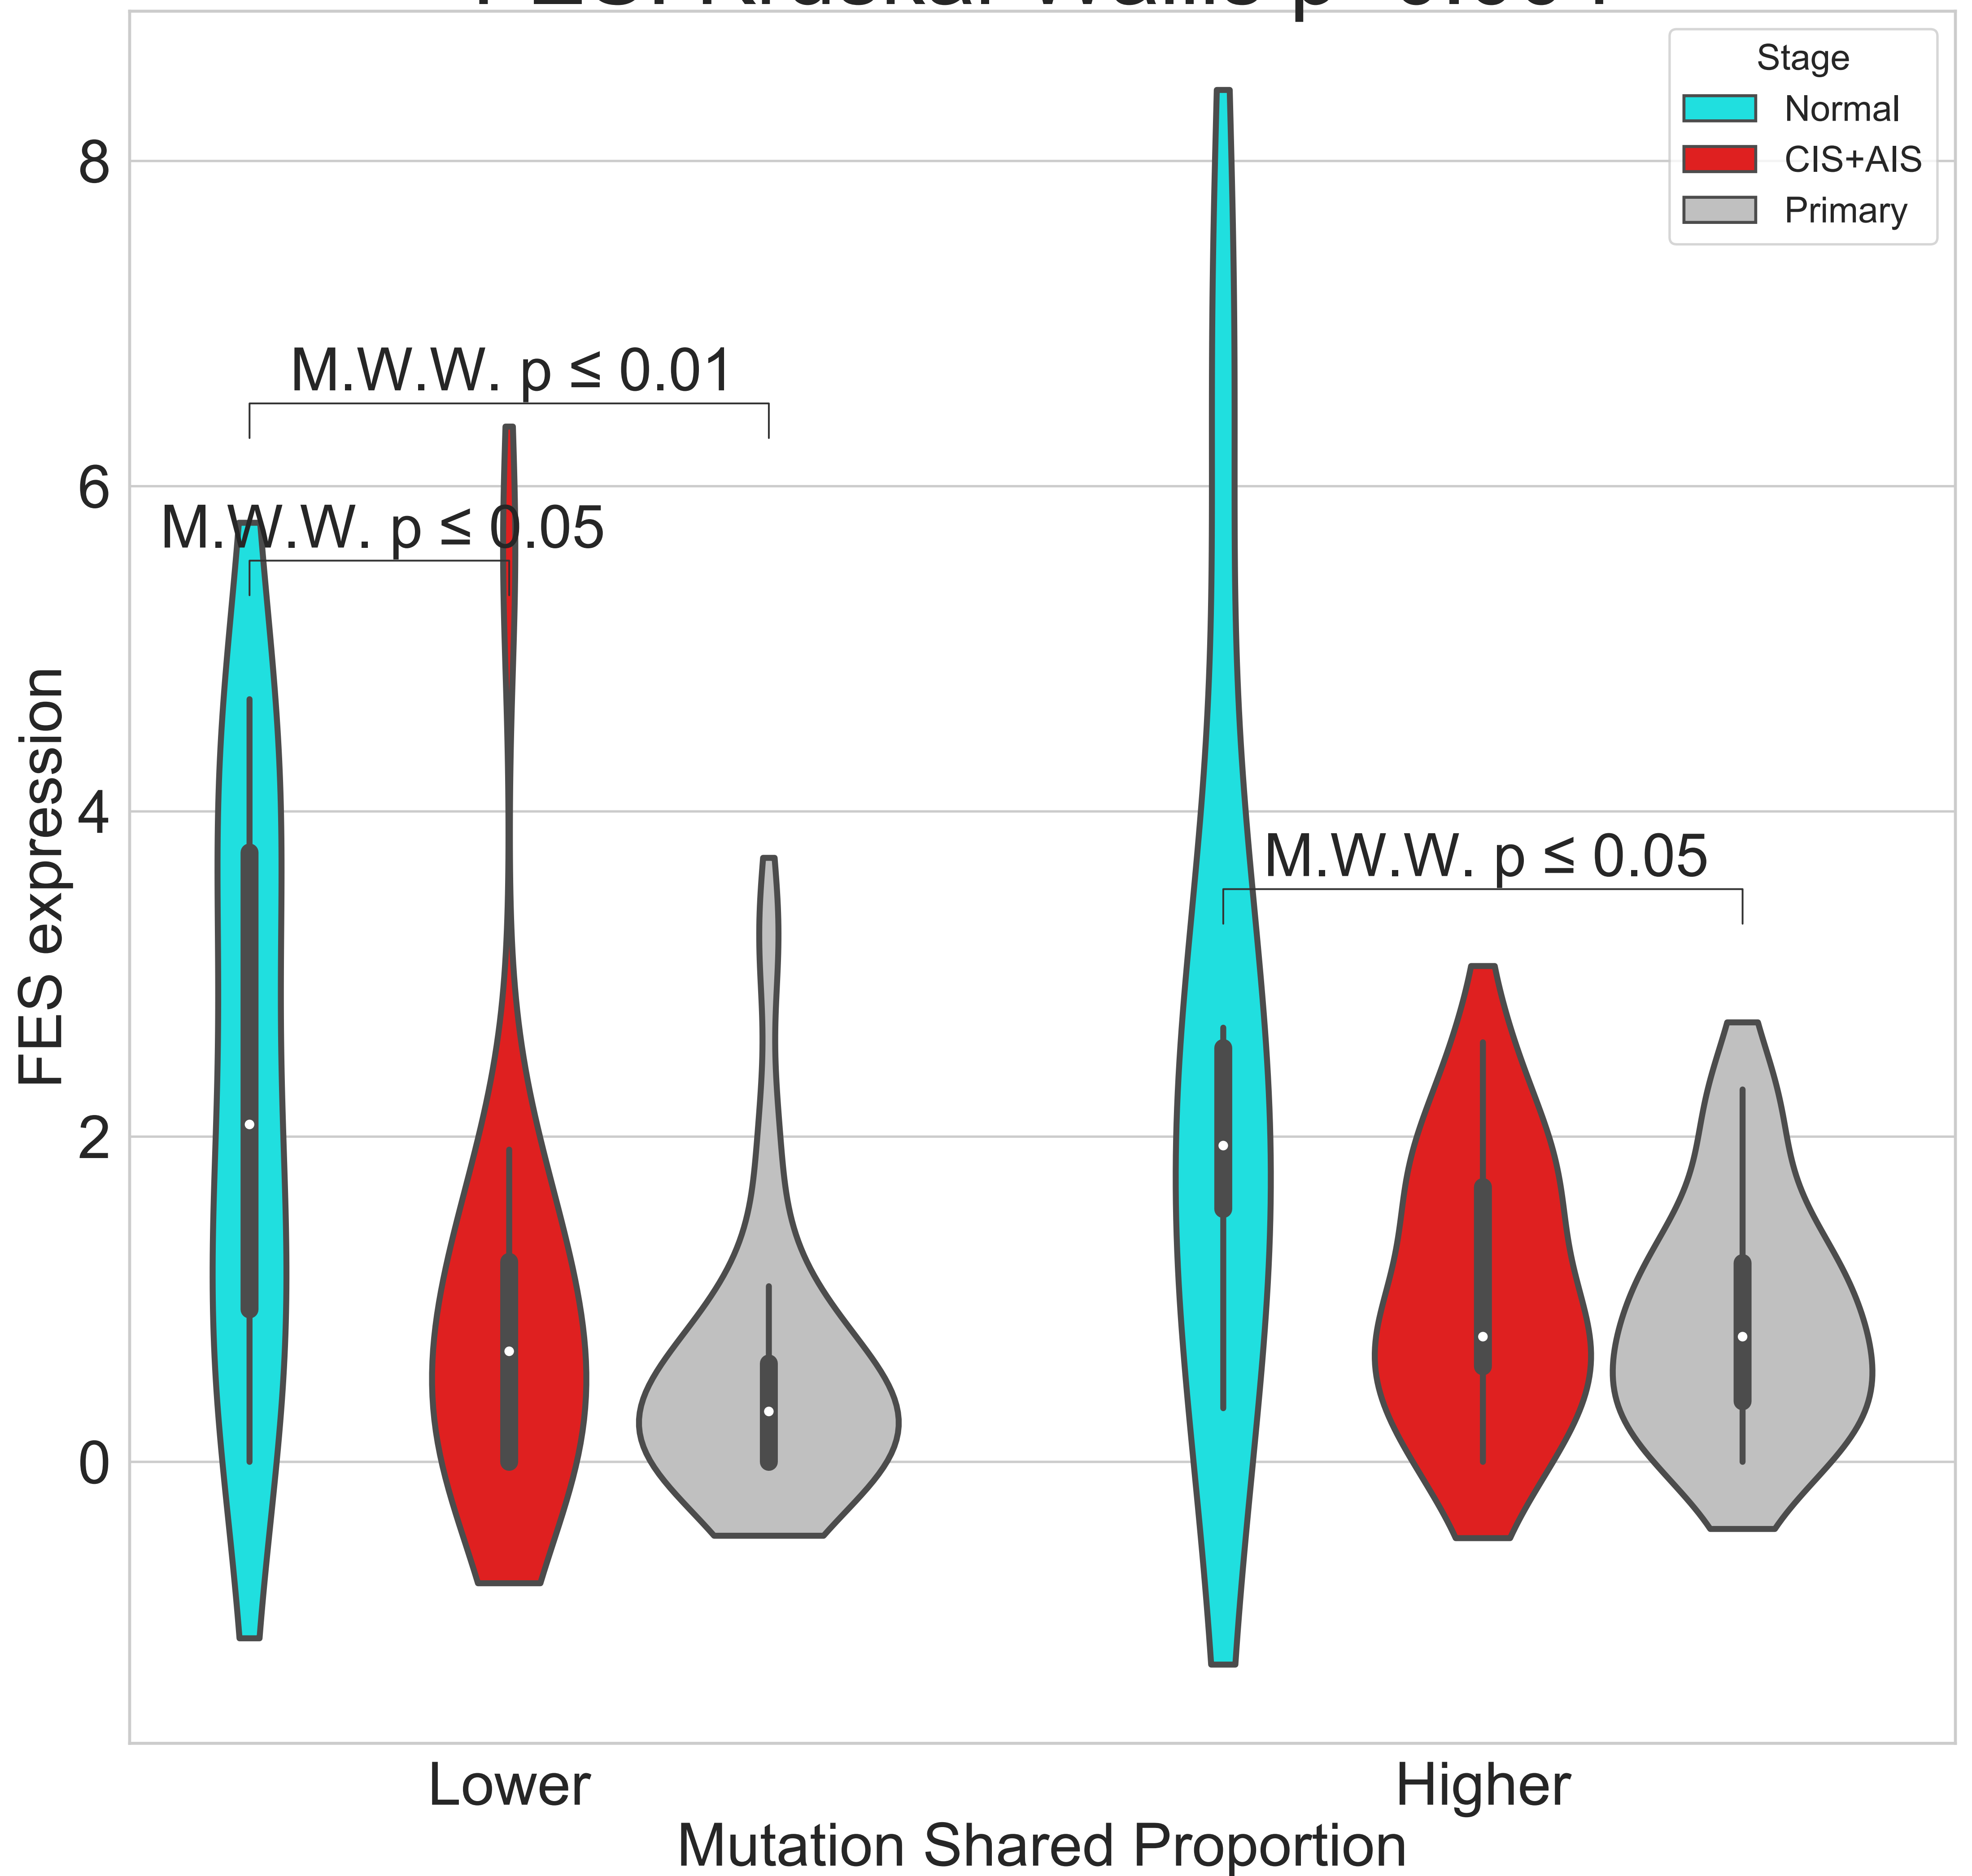 Stage
Normal
CIS+AIS
Primary
8
6
4
2
0
M.W.W. p ≤ 0.01
M.W.W. p ≤ 0.05
M.W.W. p ≤ 0.05
FES expression
Lower
Higher
Mutation Shared Proportion